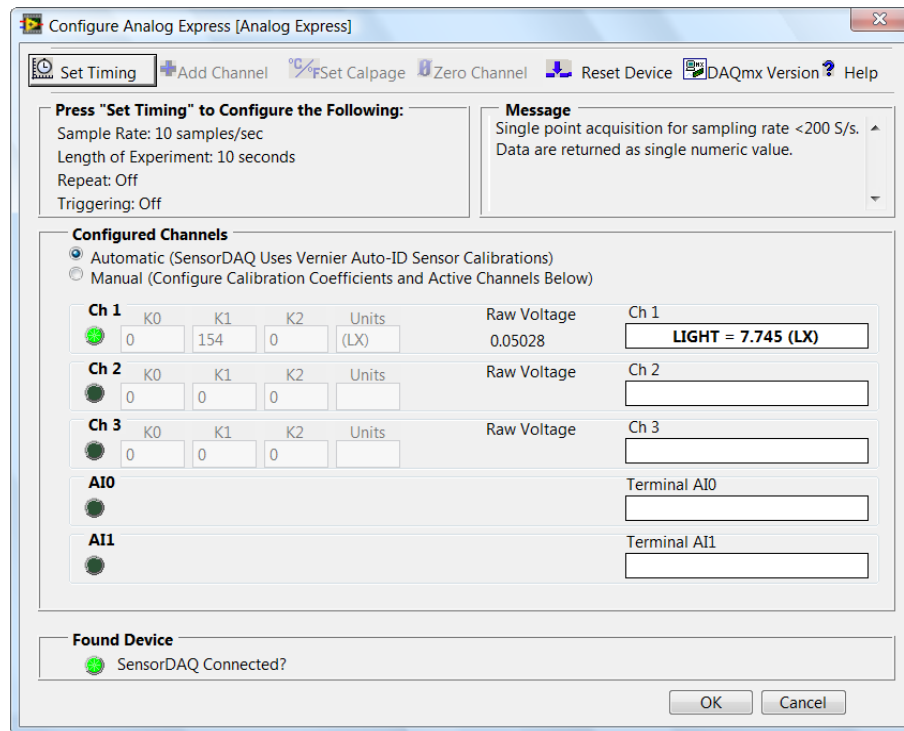 Configure Analog Express [Analog Express]
Set Timing Add Channel °C/°F Set Calpage Zero Channel Reset Device DAQmx Version ? Help
Press "Set Timing" to Configure the Following:
Sample Rate: 10 samples/sec
Length of Experiment: 10 seconds
Repeat: Off
Triggering: Off
Message
Single point acquisition for sampling rate <200 S/s.
Data are returned as single numeric value.
Configured Channels
Automatic (SensorDAQ Uses Vernier Auto-ID Sensor Calibrations)
Manual (Configure Calibration Coefficients and Active Channels Below)
Ch 1 K0 K1 K2 Units Raw Voltage Ch 1
0 154 0 (LX) 0.05028 LIGHT = 7.745 (LX)
Ch 2 K0 K1 K2 Units Raw Voltage Ch 2
0 0 0
Ch 3 K0 K1 K2 Units Raw Voltage Ch 3
0 0 0
AI0 Terminal AI0
AI1 Terminal AI1
Found Device
SensorDAQ Connected?
OK Cancel